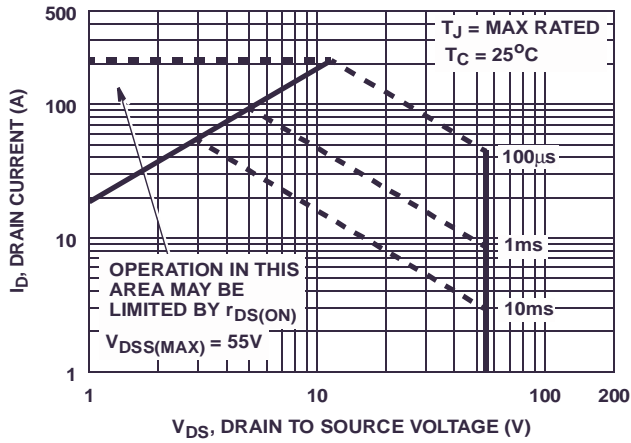 500
100
10
1
I_D, DRAIN CURRENT (A)
T_J = MAX RATED
T_C = 25°C
100µs
1ms
10ms
OPERATION IN THIS
AREA MAY BE
LIMITED BY r_DS(ON)
V_DSS(MAX) = 55V
1
10
100
200
V_DS, DRAIN TO SOURCE VOLTAGE (V)